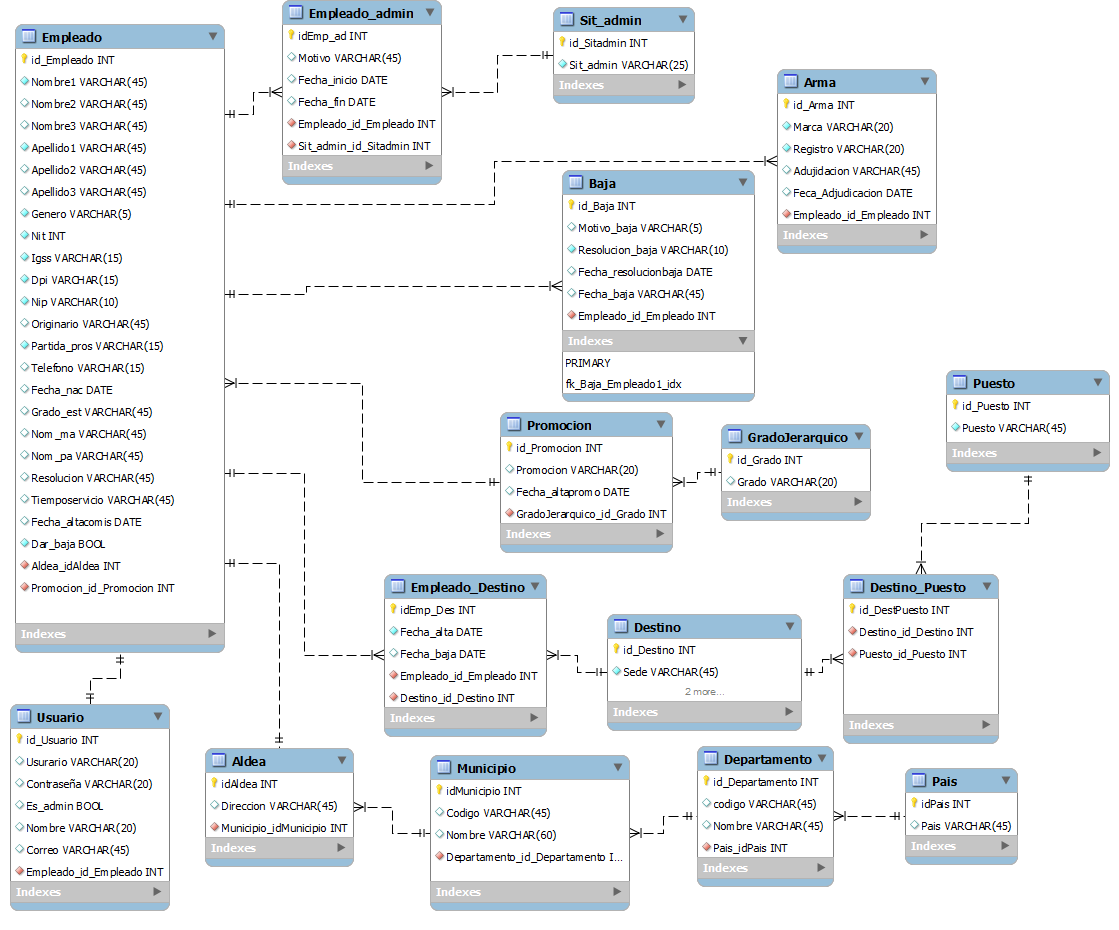 Empleado
id_Empleado INT
Nombre1 VARCHAR(45)
Nombre2 VARCHAR(45)
Nombre3 VARCHAR(45)
Apellido1 VARCHAR(45)
Apellido2 VARCHAR(45)
Apellido3 VARCHAR(45)
Genero VARCHAR(5)
Nit INT
Igss VARCHAR(15)
Dpi VARCHAR(15)
Nip VARCHAR(10)
Originario VARCHAR(45)
Partida_pros VARCHAR(15)
Telefono VARCHAR(15)
Fecha_nac DATE
Grado_est VARCHAR(45)
Nom_ma VARCHAR(45)
Nom_pa VARCHAR(45)
Resolucion VARCHAR(45)
Tiemposervicio VARCHAR(45)
Fecha_altacomis DATE
Dar_baja BOOL
Aldea_idAldea INT
Promocion_id_Promocion INT
Indexes
Empleado_admin
idEmp_ad INT
Motivo VARCHAR(45)
Fecha_inicio DATE
Fecha_fin DATE
Empleado_id_Empleado INT
Sit_admin_id_Sitadmin INT
Indexes
Sit_admin
id_Sitadmin INT
Sit_admin VARCHAR(25)
Indexes
Arma
id_Arma INT
Marca VARCHAR(20)
Registro VARCHAR(20)
Adujidacion VARCHAR(45)
Feca_Adjudicacion DATE
Empleado_id_Empleado INT
Indexes
Baja
id_Baja INT
Motivo_baja VARCHAR(5)
Resolucion_baja VARCHAR(10)
Fecha_resolucionbaja DATE
Fecha_baja VARCHAR(45)
Empleado_id_Empleado INT
Indexes
PRIMARY
fk_Baja_Empleado1_idx
Promocion
id_Promocion INT
Promocion VARCHAR(20)
Fecha_altapromo DATE
GradoJerarquico_id_Grado INT
Indexes
GradoJerarquico
id_Grado INT
Grado VARCHAR(20)
Indexes
Puesto
id_Puesto INT
Puesto VARCHAR(45)
Indexes
Empleado_Destino
idEmp_Des INT
Fecha_alta DATE
Fecha_baja DATE
Empleado_id_Empleado INT
Destino_id_Destino INT
Indexes
Destino
id_Destino INT
Sede VARCHAR(45)
2 more...
Indexes
Destino_Puesto
id_DestPuesto INT
Destino_id_Destino INT
Puesto_id_Puesto INT
Indexes
Usuario
id_Usuario INT
Usurario VARCHAR(20)
Contraseña VARCHAR(20)
Es_admin BOOL
Nombre VARCHAR(20)
Correo VARCHAR(45)
Empleado_id_Empleado INT
Indexes
Aldea
idAldea INT
Direccion VARCHAR(45)
Municipio_idMunicipio INT
Indexes
Municipio
idMunicipio INT
Codigo VARCHAR(45)
Nombre VARCHAR(60)
Departamento_id_Departamento I...
Indexes
Departamento
id_Departamento INT
codigo VARCHAR(45)
Nombre VARCHAR(45)
Pais_idPais INT
Indexes
Pais
idPais INT
Pais VARCHAR(45)
Indexes